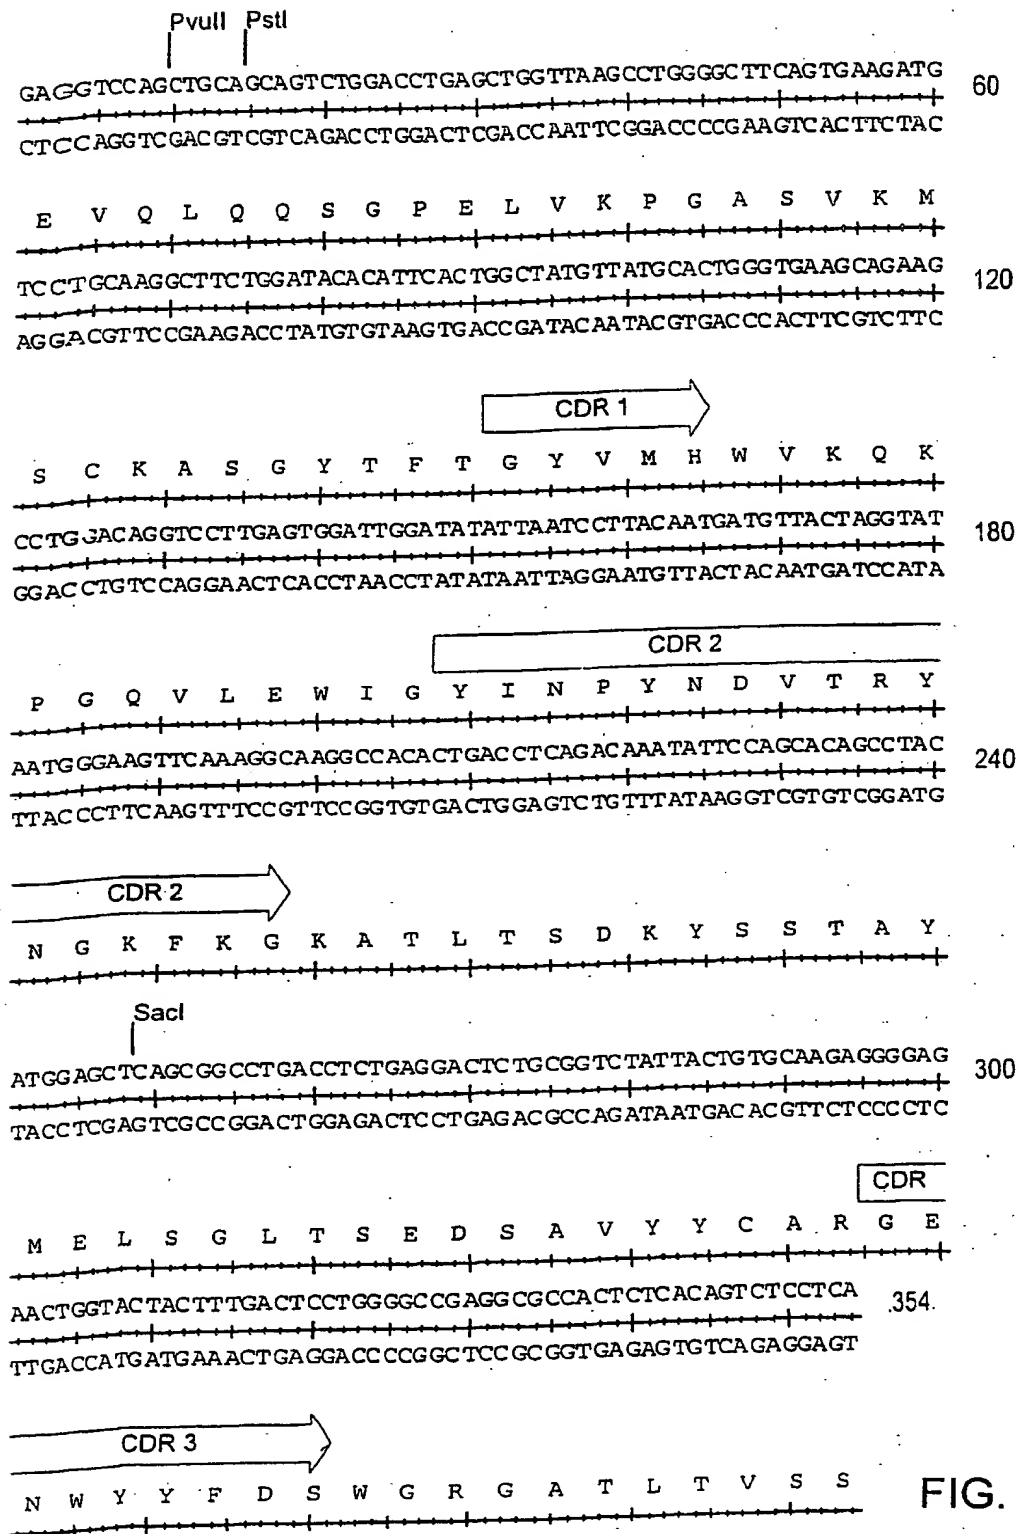 PvuII PstI
GAGGTCCAGCTGCAGCAGTCTGGACCTGAGCTGGTTAAGCCTGGGGCTTCAGTGAAGATG 60
CTCCAGGTCGACGTCGTCAGACCTGGACTCGACCAATTCGGACCCCGAAGTCACTTCTAC
E V Q L Q Q S G P E L V K P G A S V K M
TCCTGCAAGGCTTCTGGATACACATTCACTGGCTATGTTATGCACTGGGTGAAGCAGAAG 120
AGGACGTTCCGAAGACCTATGTGTAAGTGACCGATACAATACGTGACCCACTTCGTCTTC
CDR 1
S C K A S G Y T F T G Y V M H W V K Q K
CCTGGACAGGTCCTTGAGTGGATTGGATATATTAATCCTTACAATGATGTTACTAGGTAT 180
GGACCTGTCCAGGAACTCACCTAACCTATATAATTAGGAATGTTACTACAATGATCCATA
CDR 2
P G Q V L E W I G Y I N P Y N D V T R Y
AATGGGAAGTTCAAAGGCAAGGCCACACTGACCTCAGACAAATATTCCAGCACAGCCTAC 240
TTACCCTTCAAGTTTCCGTTCCGGTGTGACTGGAGTCTGTTTATAAGGTCGTGTCGGATG
CDR 2
N G K F K G K A T L T S D K Y S S T A Y
SacI
ATGGAGCTCAGCGGCCTGACCTCTGAGGACTCTGCGGTCTATTACTGTGCAAGAGGGGAG 300
TACCTCGAGTCGCCGGACTGGAGACTCCTGAGACGCCAGATAATGACACGTTCTCCCCTC
CDR
M E L S G L T S E D S A V Y Y C A R G E
AACTGGTACTACTTTGACTCCTGGGGCCGAGGCGCCACTCTCACAGTCTCCTCA 354
TTGACCATGATGAAACTGAGGACCCCGGCTCCGCGGTGAGAGTGTCAGAGGAGT
CDR 3
N W Y Y F D S W G R G A T L T V S S
FIG.